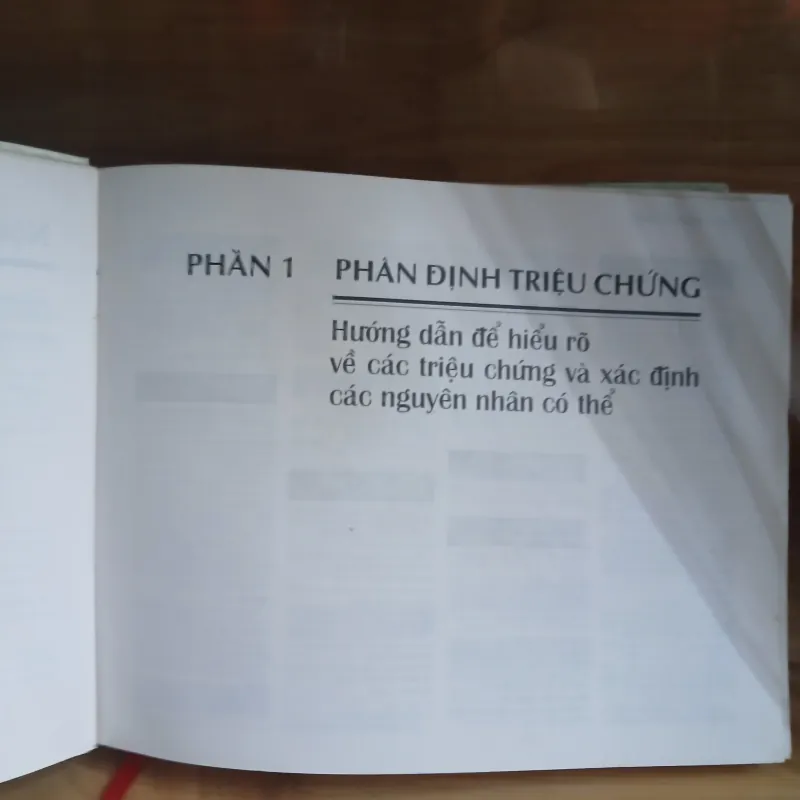 PHẦN 1 PHÂN ĐỊNH TRIỆU CHỨNG
Hướng dẫn để hiểu rõ
về các triệu chứng và xác định
các nguyên nhân có thể